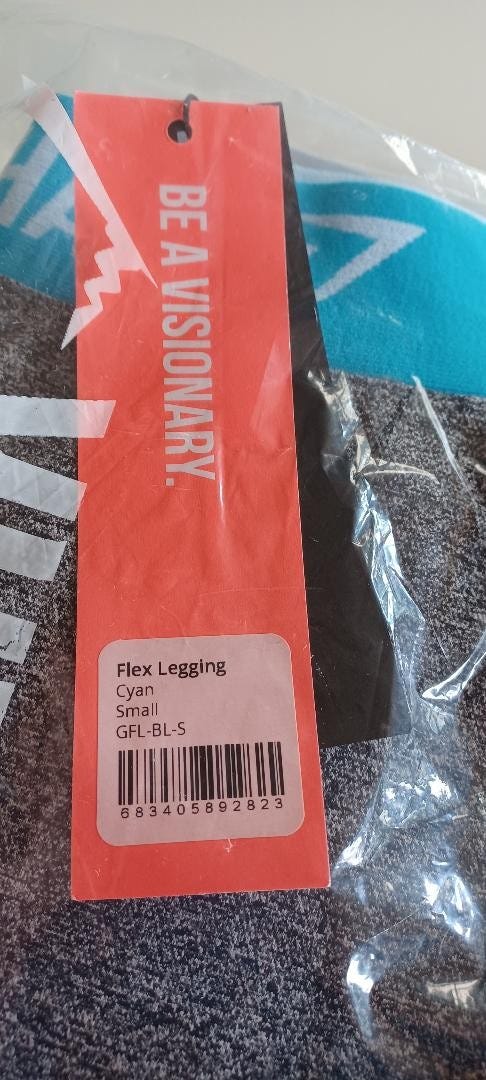 BE A VISIONARY.
Flex Legging
Cyan
Small
GFL-BL-S
683405892823